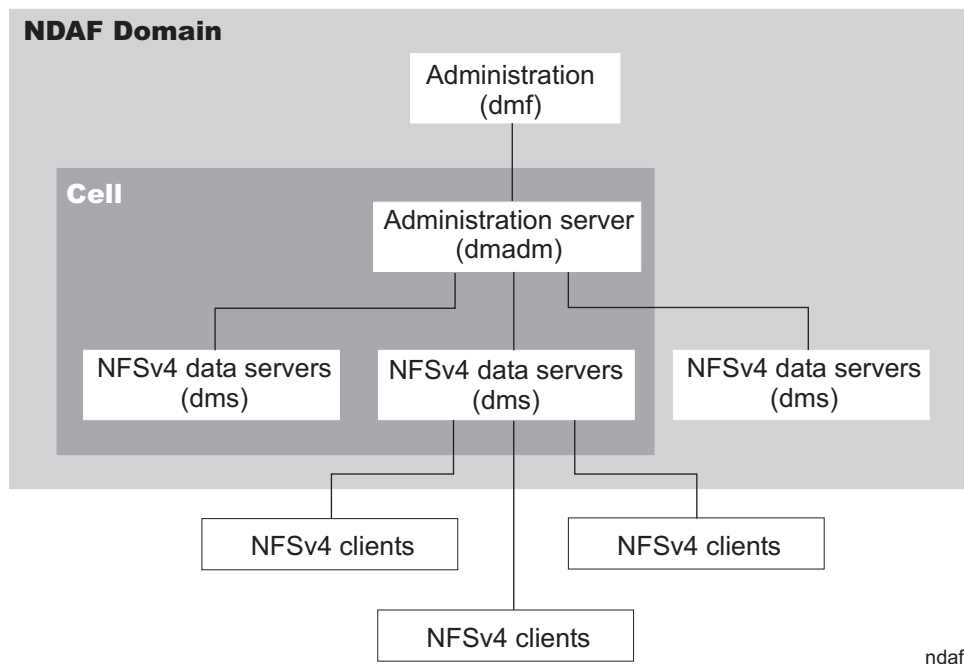 NDAF Domain
Administration
(dmf)
Cell
Administration server
(dmadm)
NFSv4 data servers
(dms)
NFSv4 data servers
(dms)
NFSv4 data servers
(dms)
NFSv4 clients
NFSv4 clients
NFSv4 clients
ndaf